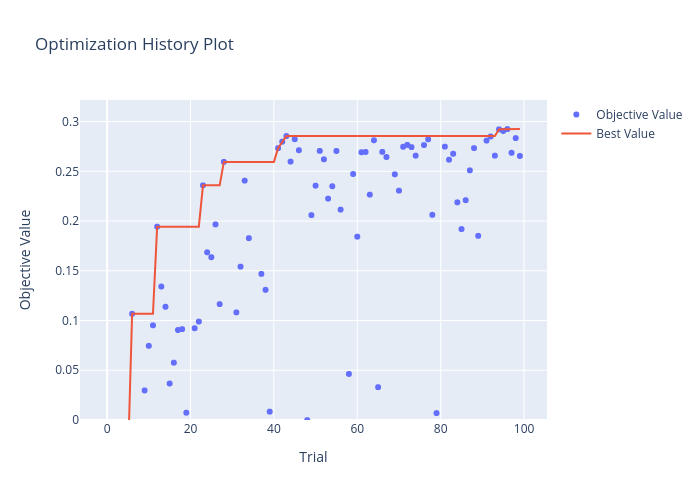 Optimization History Plot
Objective Value
Best Value
0.3
0.25
0.2
0.15
0.1
0.05
0
0 20 40 60 80 100
Objective Value
Trial